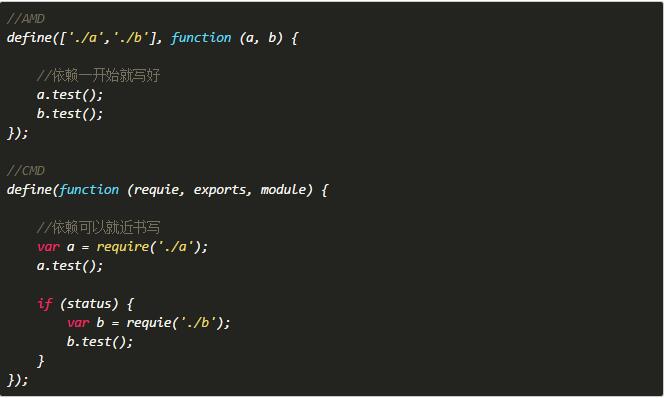 //AMD
define(['./a','./b'], function (a, b) {
//依赖一开始就写好
a.test();
b.test();
});
//CMD
define(function (requie, exports, module) {
//依赖可以就近书写
var a = require('./a');
a.test();
if (status) {
var b = requie('./b');
b.test();
}
});